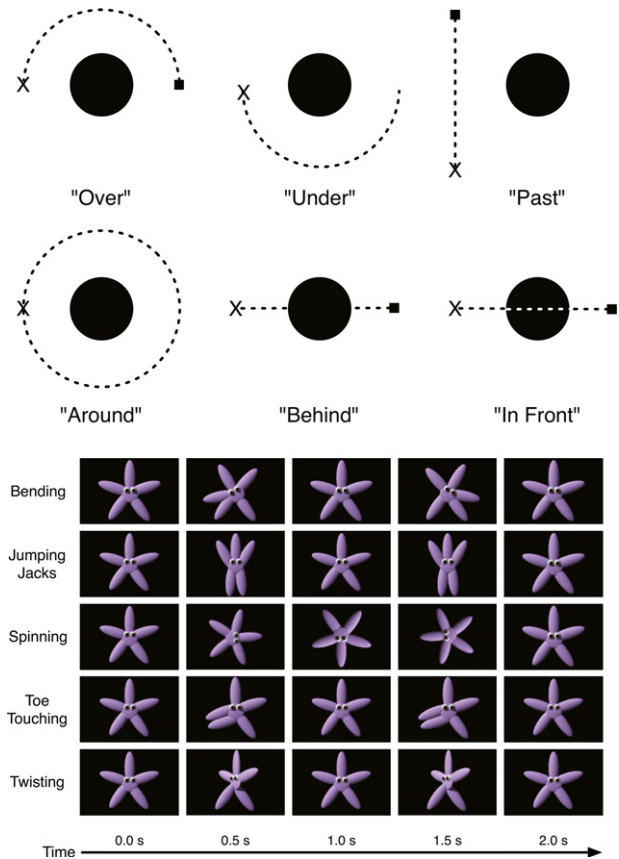 X
X
X
"Over"
"Under"
"Past"
X
X
X
"Around"
"Behind"
"In Front"
Bending
Jumping
Jacks
Spinning
Toe
Touching
Twisting
0.0 s
0.5 s
1.0 s
1.5 s
2.0 s
Time